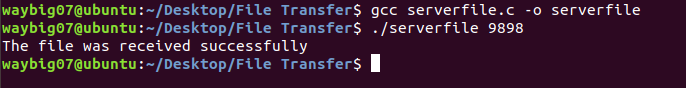 waybig07@ubuntu:~/Desktop/File Transfer$ gcc serverfile.c -o serverfile
waybig07@ubuntu:~/Desktop/File Transfer$ ./serverfile 9898
The file was received successfully
waybig07@ubuntu:~/Desktop/File Transfer$